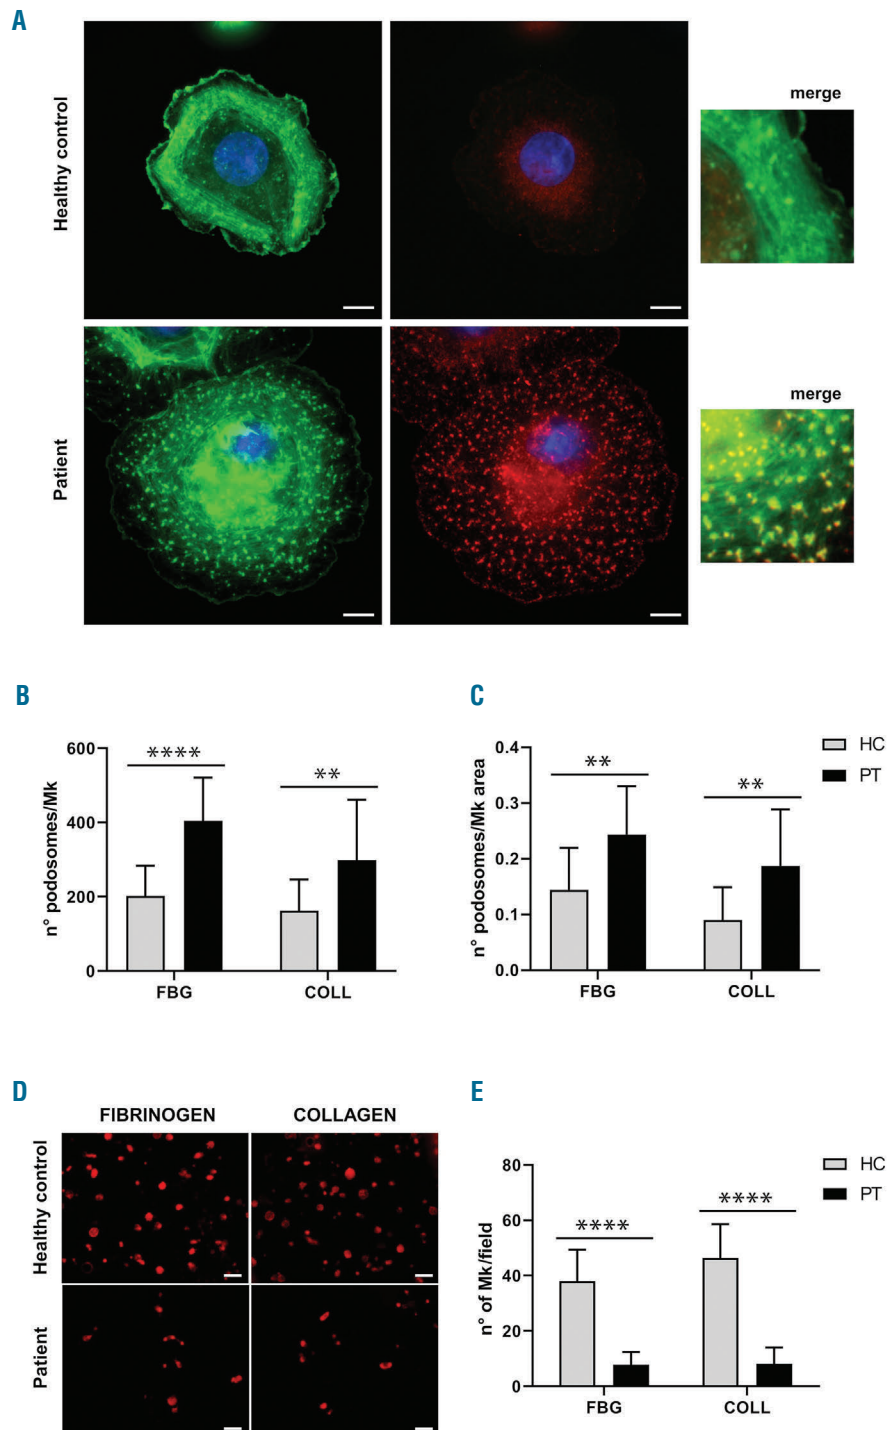 A
Healthy control
merge
Patient
merge
B
n° podosomes/Mk
600
400
200
0
****
**
FBG
COLL
C
n° podosomes/Mk area
0.4
0.3
0.2
0.1
0.0
**
**
FBG
COLL
HC
PT
D
FIBRINOGEN
COLLAGEN
Healthy control
Patient
E
n° of Mk/field
80
60
40
20
0
****
****
FBG
COLL
HC
PT